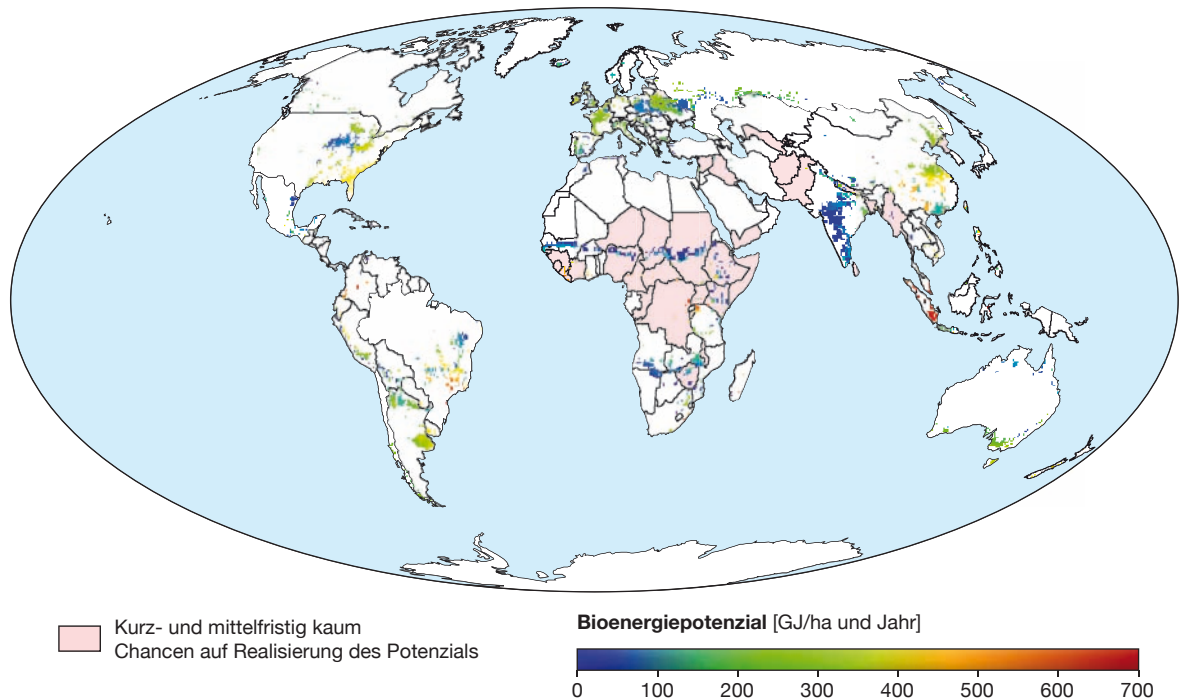 Kurz- und mittelfristig kaum
Chancen auf Realisierung des Potenzials
Bioenergiepotenzial [GJ/ha und Jahr]
0 100 200 300 400 500 600 700